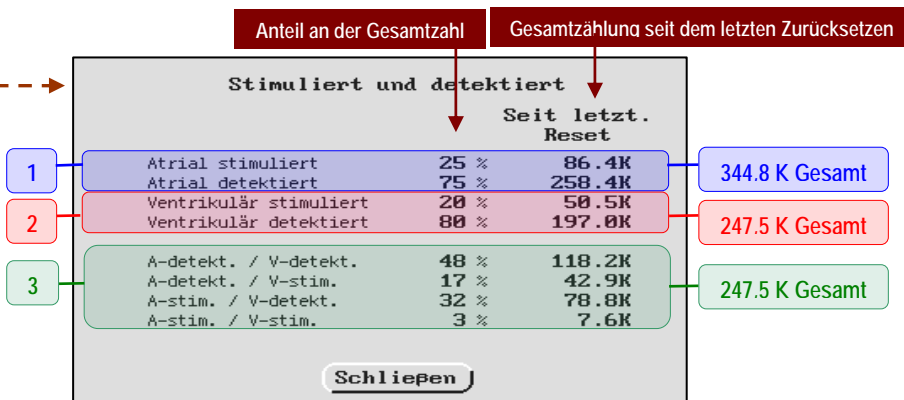 Anteil an der Gesamtzahl
Gesamtzählung seit dem letzten Zurücksetzen
Stimuliert und detektiert
Seit letzt.
Reset
1
Atrial stimuliert 25 % 86.4K
Atrial detektiert 75 % 258.4K
344.8 K Gesamt
2
Ventrikulär stimuliert 20 % 50.5K
Ventrikulär detektiert 80 % 197.0K
247.5 K Gesamt
3
A-detekt. / V-detekt. 48 % 118.2K
A-detekt. / V-stim. 17 % 42.9K
A-stim. / V-detekt. 32 % 78.8K
A-stim. / V-stim. 3 % 7.6K
247.5 K Gesamt
Schließen